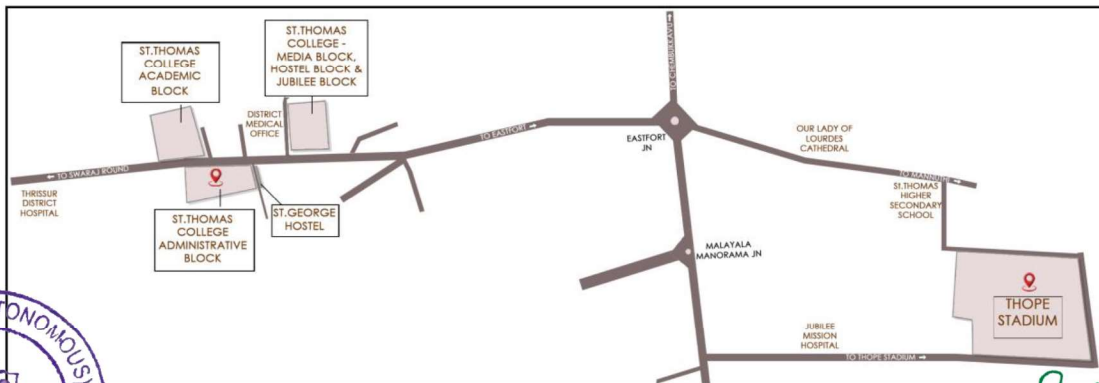 ST.THOMAS
COLLEGE
ACADEMIC
BLOCK
ST.THOMAS
COLLEGE -
MEDIA BLOCK,
HOSTEL BLOCK &
JUBILEE BLOCK
DISTRICT
MEDICAL
OFFICE
TO CHEMBUKKAVU
TO EASTFORT
EASTFORT
JN
OUR LADY OF
LOURDES
CATHEDRAL
TO SWARAJ ROUND
TO MANNUTHY
THRISSUR
DISTRICT
HOSPITAL
ST.THOMAS
COLLEGE
ADMINISTRATIVE
BLOCK
ST.GEORGE
HOSTEL
St.THOMAS
HIGHER
SECONDARY
SCHOOL
MALAYALA
MANORAMA JN
THOPE
STADIUM
JUBILEE
MISSION
HOSPITAL
TO THOPE STADIUM